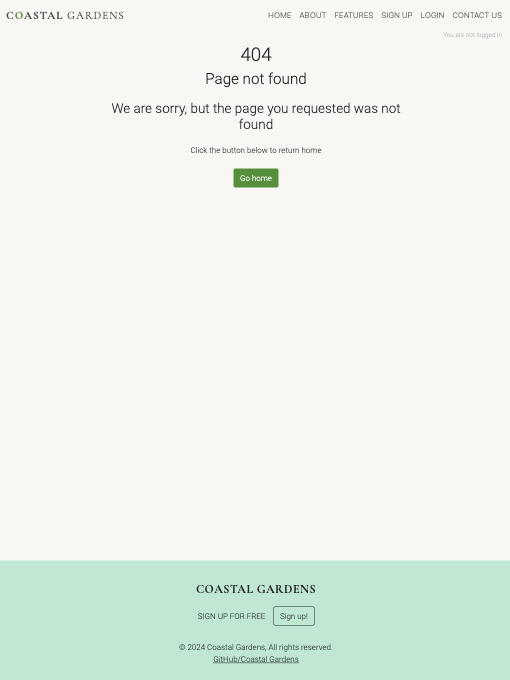 COASTAL GARDENS
HOME ABOUT FEATURES SIGN UP LOGIN CONTACT US
You are not logged in
404
Page not found
We are sorry, but the page you requested was not
found
Click the button below to return home
Go home
COASTAL GARDENS
SIGN UP FOR FREE Sign up!
© 2024 Coastal Gardens, All rights reserved.
GitHub/Coastal Gardens